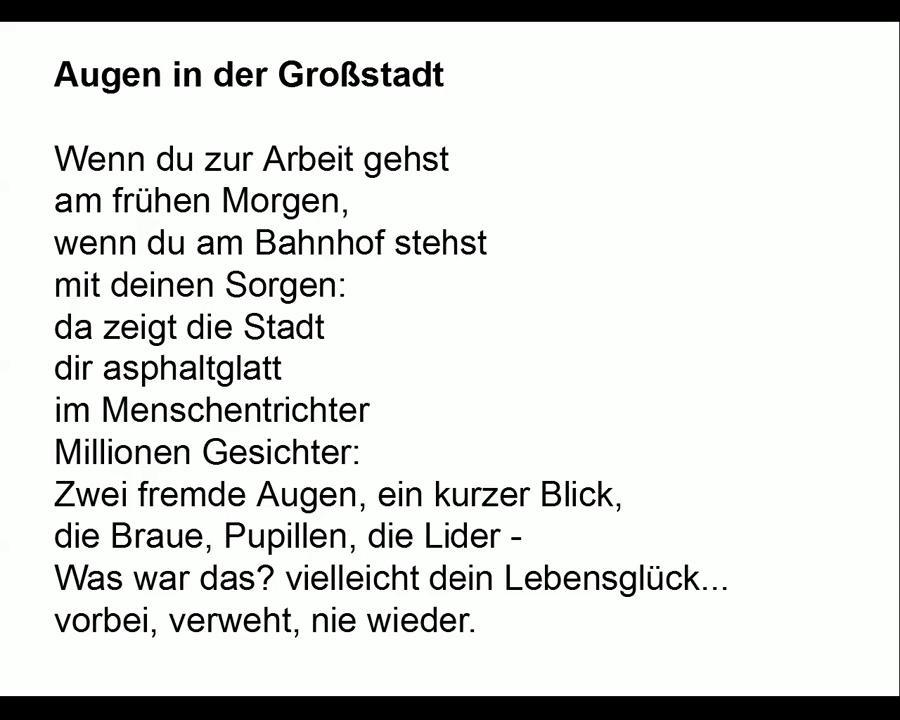 Augen in der Großstadt
Wenn du zur Arbeit gehst
am frühen Morgen,
wenn du am Bahnhof stehst
mit deinen Sorgen:
da zeigt die Stadt
dir asphaltglatt
im Menschentrichter
Millionen Gesichter:
Zwei fremde Augen, ein kurzer Blick,
die Braue, Pupillen, die Lider -
Was war das? vielleicht dein Lebensglück...
vorbei, verweht, nie wieder.